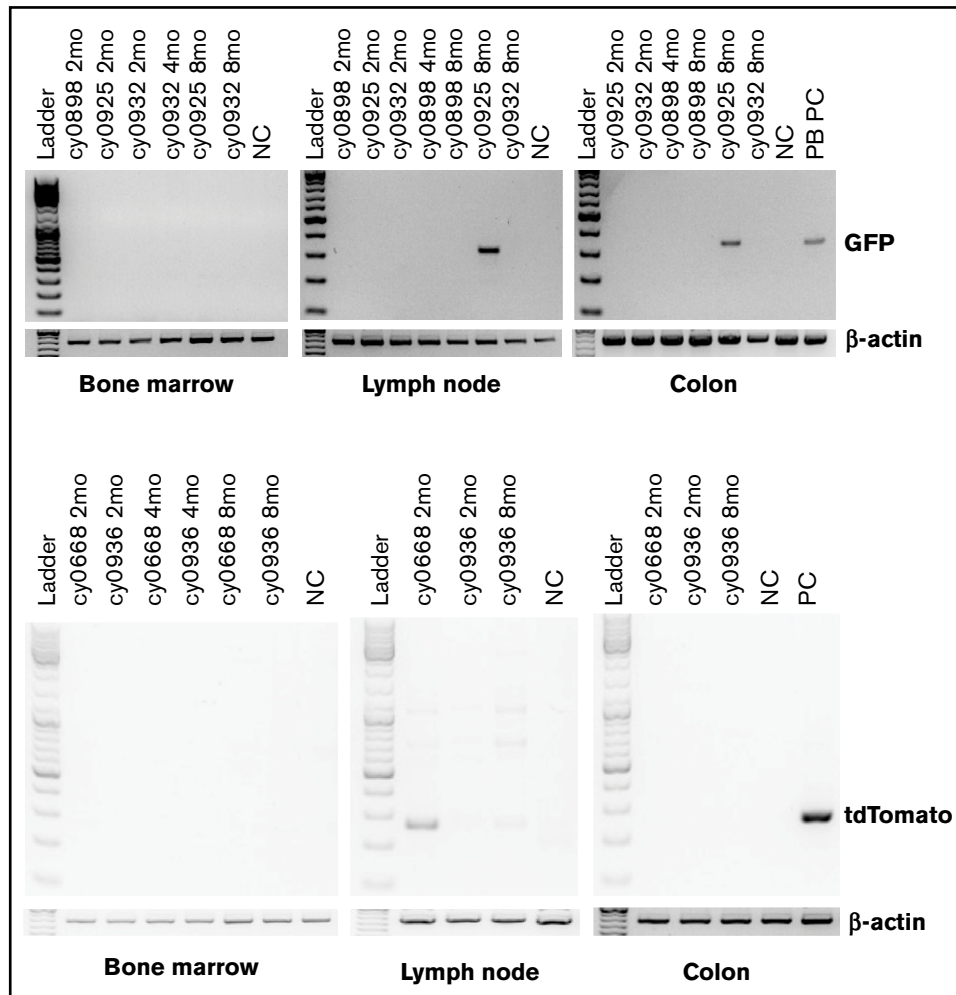 Ladder
cy0898 2mo
cy0925 2mo
cy0932 2mo
cy0932 4mo
cy0925 8mo
cy0932 8mo
NC
Ladder
cy0898 2mo
cy0925 2mo
cy0932 2mo
cy0898 4mo
cy0898 8mo
cy0925 8mo
cy0932 8mo
NC
Ladder
cy0925 2mo
cy0932 2mo
cy0898 4mo
cy0898 8mo
cy0925 8mo
cy0932 8mo
NC
PB PC
GFP
β-actin
Bone marrow
Lymph node
Colon
Ladder
cy0668 2mo
cy0936 2mo
cy0668 4mo
cy0936 4mo
cy0668 8mo
cy0936 8mo
NC
Ladder
cy0668 2mo
cy0936 2mo
cy0936 8mo
NC
Ladder
cy0668 2mo
cy0936 2mo
cy0936 8mo
NC
PC
tdTomato
β-actin
Bone marrow
Lymph node
Colon